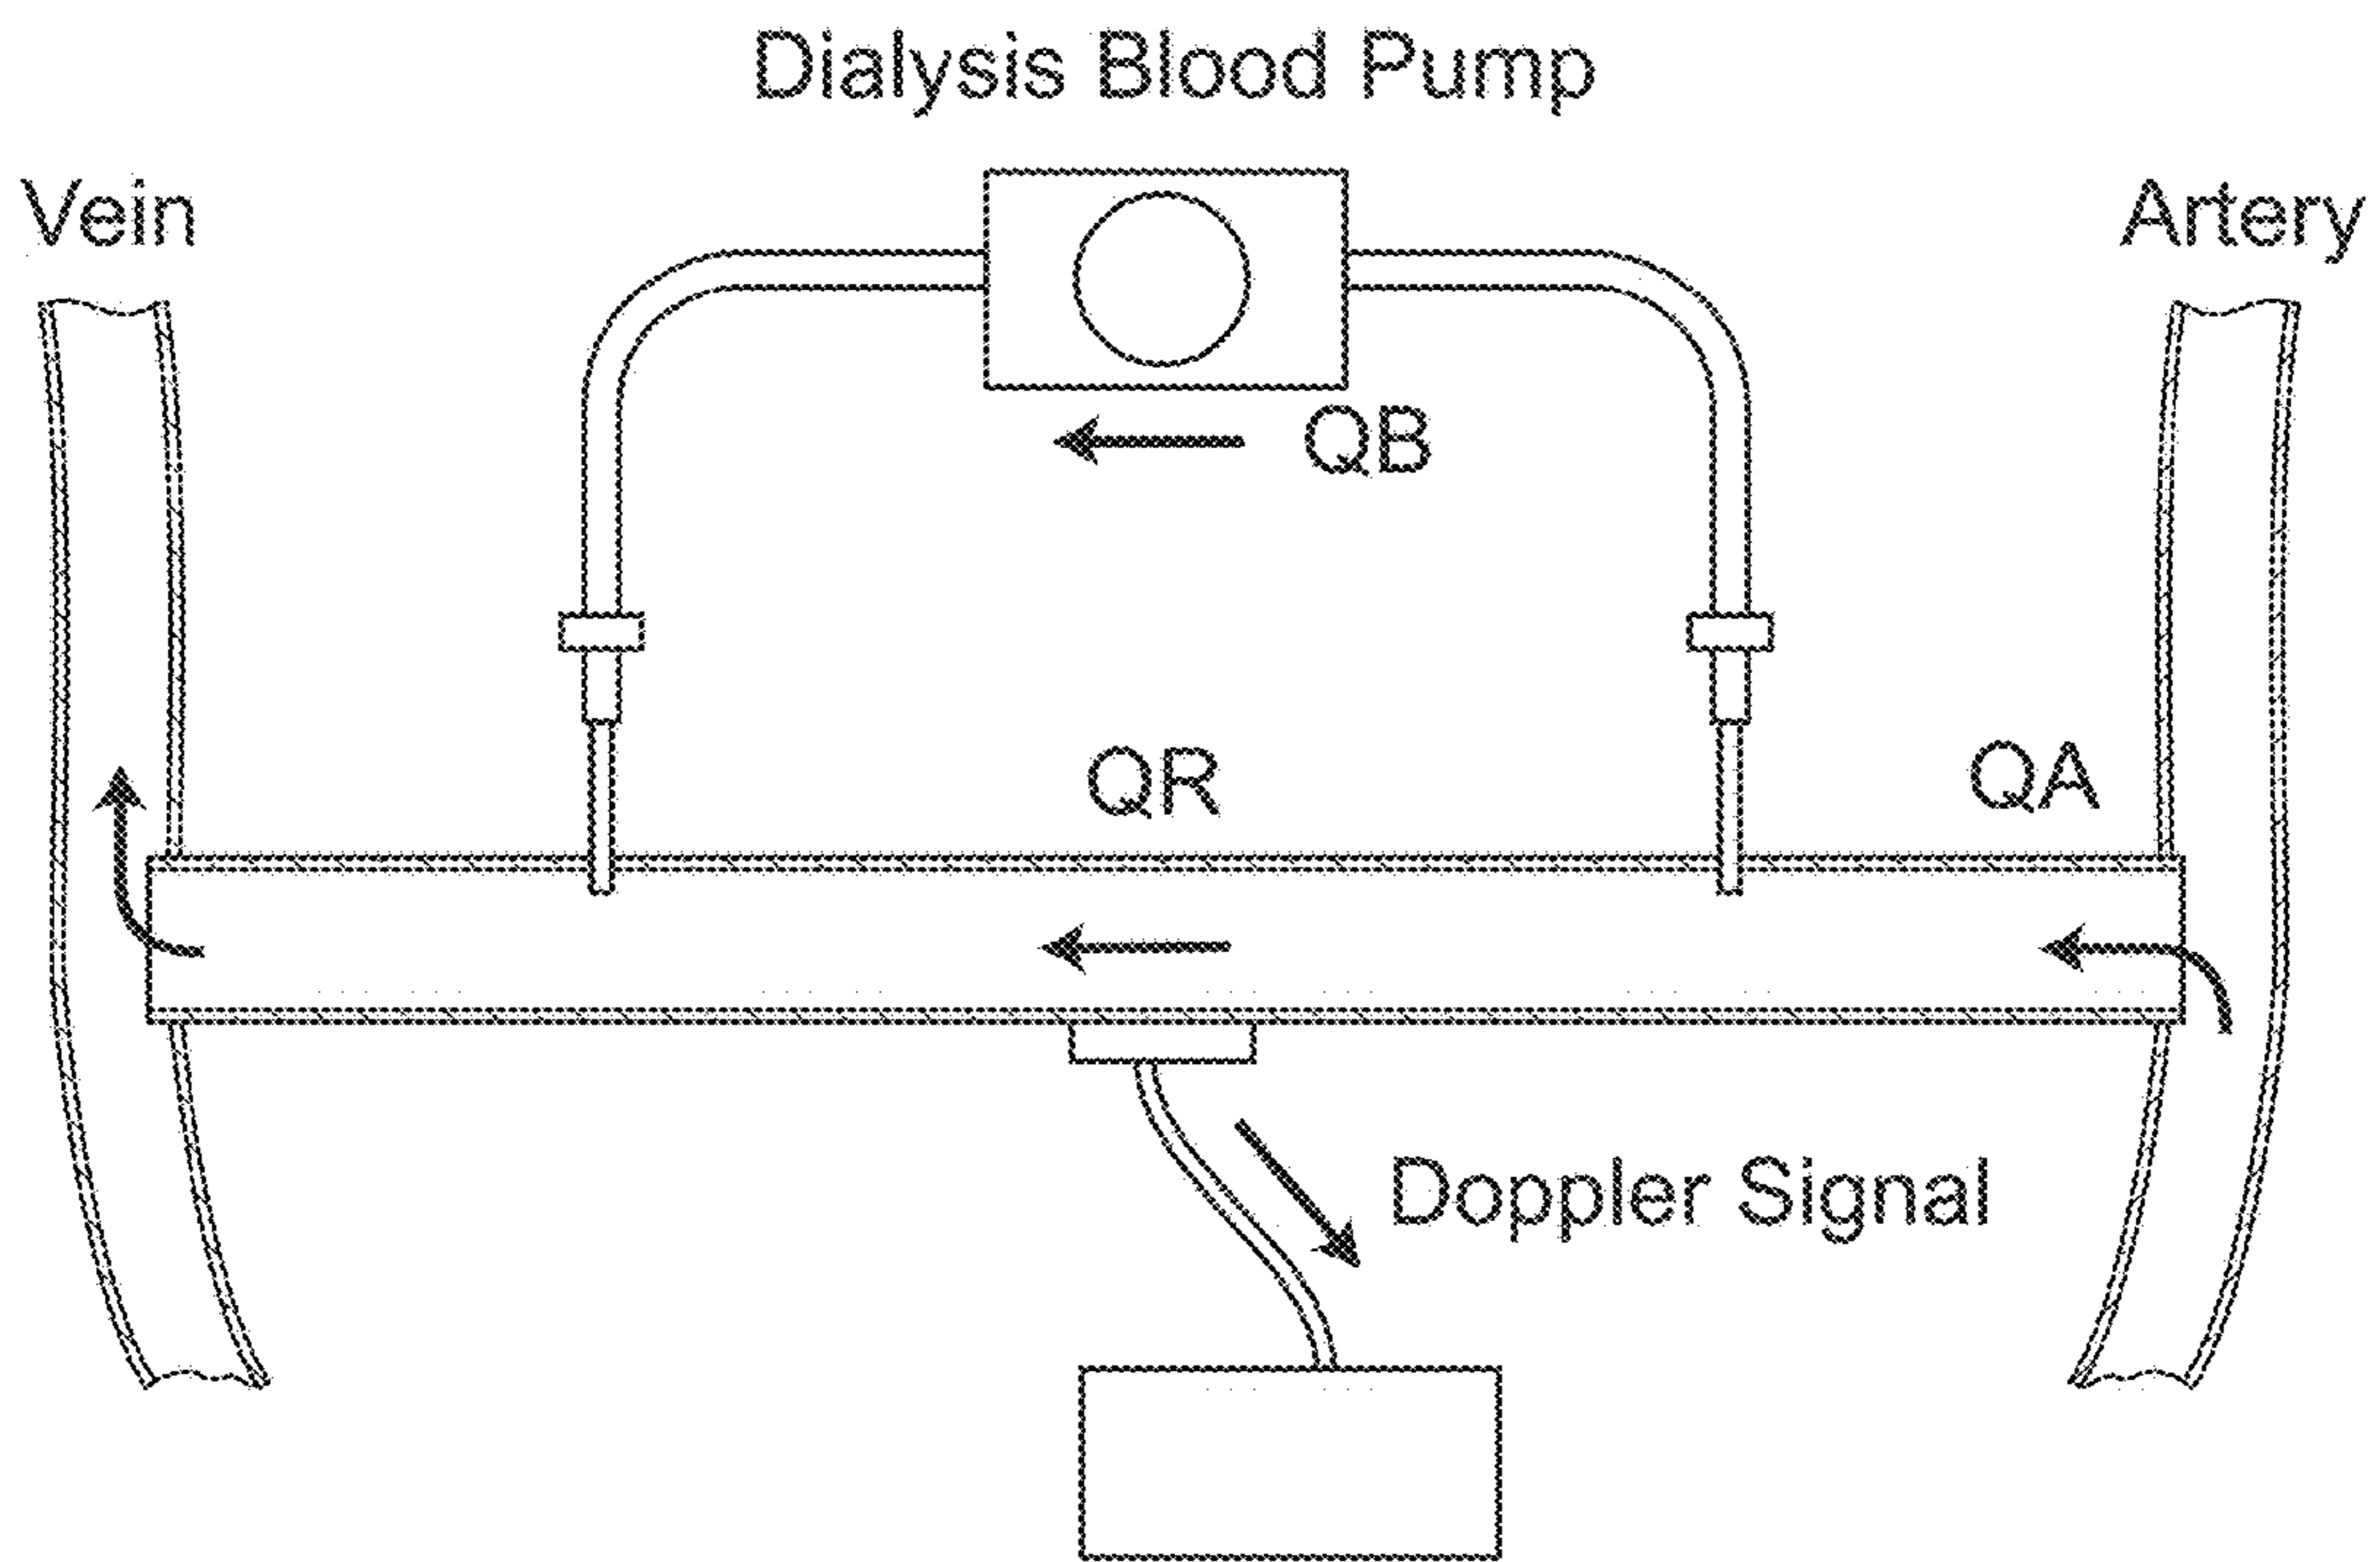 Dialysis Blood Pump
Vein
Artery
QB
QR
QA
Doppler Signal